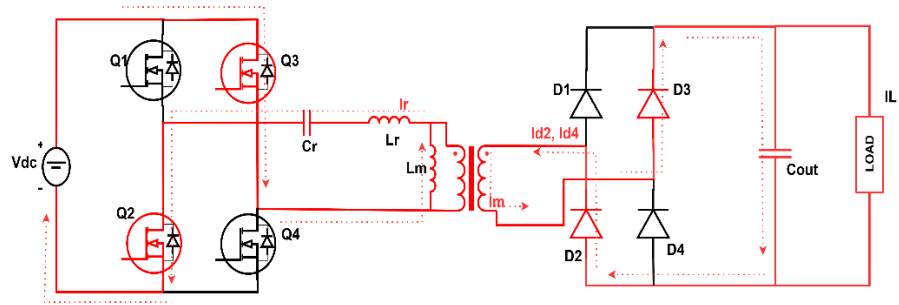 Q1
Q3
D1
D3
IL
Ir
Id2, Id4
+
Vdc
-
Cr
Lr
Lm
LOAD
Cout
Im
Q2
Q4
D2
D4